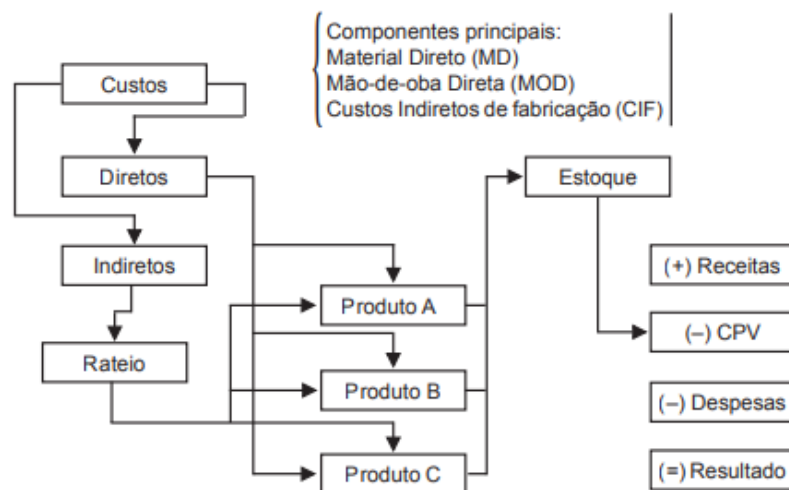 Componentes principais:
Material Direto (MD)
Mão-de-oba Direta (MOD)
Custos Indiretos de fabricação (CIF)
Custos
Diretos
Estoque
Indiretos
(+) Receitas
Produto A
(–) CPV
Rateio
Produto B
(–) Despesas
Produto C
(=) Resultado